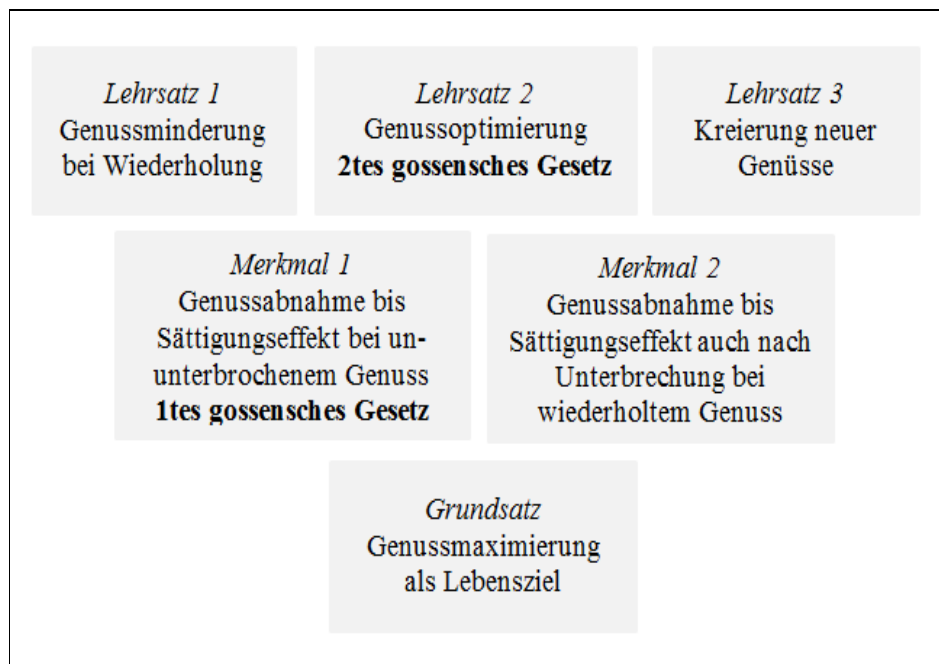 Lehrsatz 1
Genussminderung
bei Wiederholung
Lehrsatz 2
Genussoptimierung
2tes gossensches Gesetz
Lehrsatz 3
Kreierung neuer
Genüsse
Merkmal 1
Genussabnahme bis
Sättigungseffekt bei un-
unterbrochenem Genuss
1tes gossensches Gesetz
Merkmal 2
Genussabnahme bis
Sättigungseffekt auch nach
Unterbrechung bei
wiederholtem Genuss
Grundsatz
Genussmaximierung
als Lebensziel